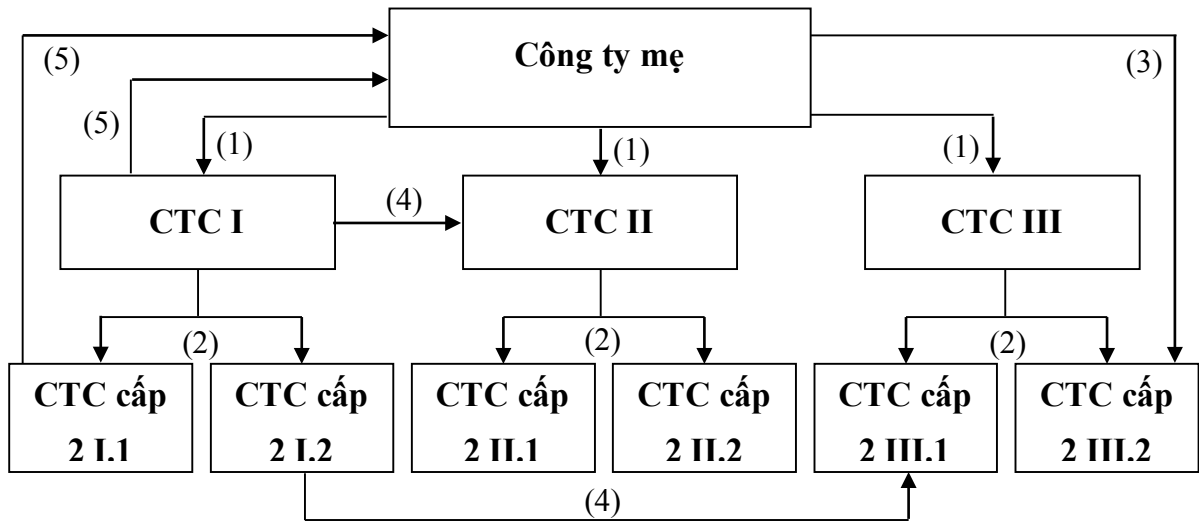 Công ty mẹ
(5)
(3)
(5)
(1)
(1)
(1)
CTC I
(4)
CTC II
CTC III
(2)
(2)
(2)
CTC cấp
2 I.1
CTC cấp
2 I.2
CTC cấp
2 II.1
CTC cấp
2 II.2
CTC cấp
2 III.1
CTC cấp
2 III.2
(4)